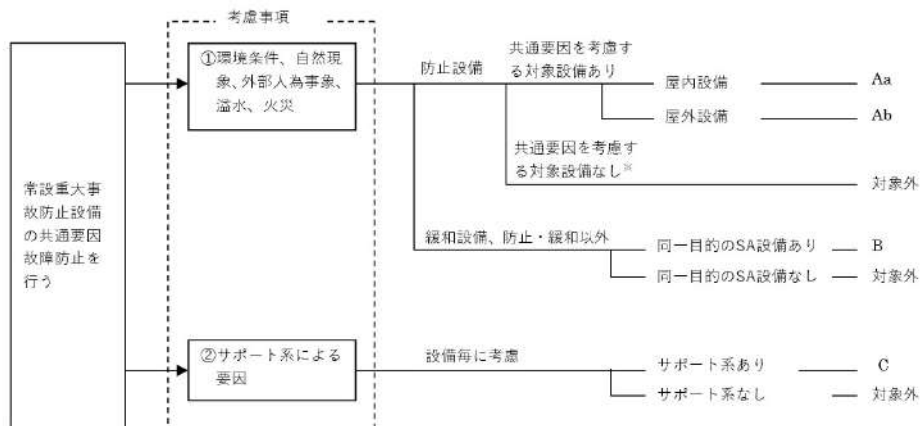 考慮事項
①環境条件、自然現
象、外部人為事象、
溢水、火災
防止設備
共通要因を考慮す
る対象設備あり
屋内設備
Aa
屋外設備
Ab
共通要因を考慮す
る対象設備なし※
対象外
常設重大事
故防止設備
の共通要因
故障防止を
行う
緩和設備、防止・緩和以外
同一目的のSA設備あり
B
同一目的のSA設備なし
対象外
②サポート系による
要因
設備毎に考慮
サポート系あり
C
サポート系なし
対象外